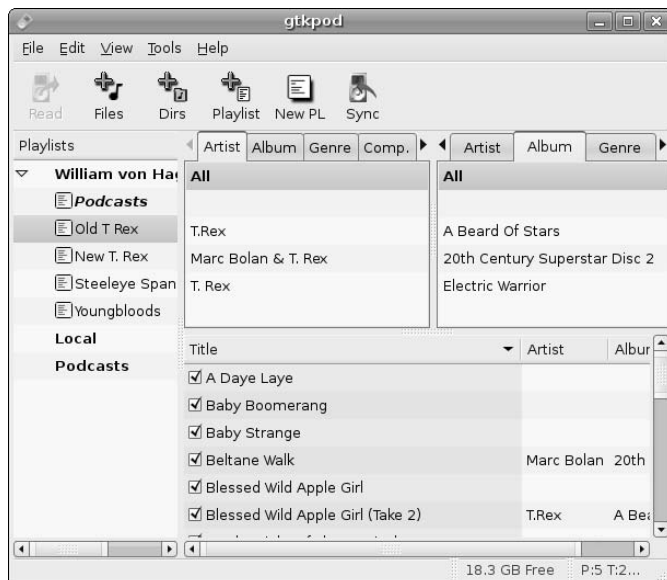 gtkpod
File Edit View Tools Help
Read Files Dirs Playlist New PL Sync
Playlists
William von Hag
Podcasts
Old T Rex
New T. Rex
Steeleye Span
Youngbloods
Local
Podcasts
Artist Album Genre Comp.
All
T.Rex
Marc Bolan & T. Rex
T. Rex
Artist Album Genre
All
A Beard Of Stars
20th Century Superstar Disc 2
Electric Warrior
Title Artist Album
A Daye Laye
Baby Boomerang
Baby Strange
Beltane Walk Marc Bolan 20th
Blessed Wild Apple Girl
Blessed Wild Apple Girl (Take 2) T.Rex A Bea
18.3 GB Free P:5 T:2...